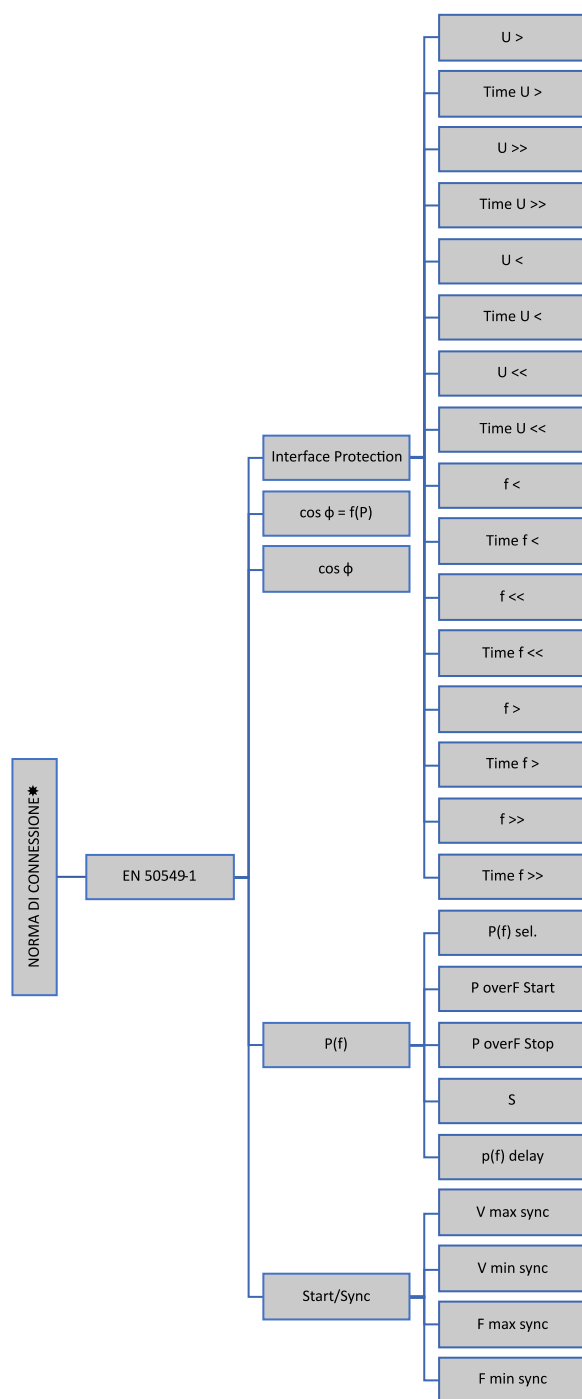 NORMA DI CONNESSIONE✸
EN 50549-1
Interface Protection
U >
Time U >
U >>
Time U >>
U <
Time U <
U <<
Time U <<
f <
Time f <
f <<
Time f <<
f >
Time f >
f >>
Time f >>
cos ϕ = f(P)
cos ϕ
P(f)
P(f) sel.
P overF Start
P overF Stop
S
p(f) delay
Start/Sync
V max sync
V min sync
F max sync
F min sync